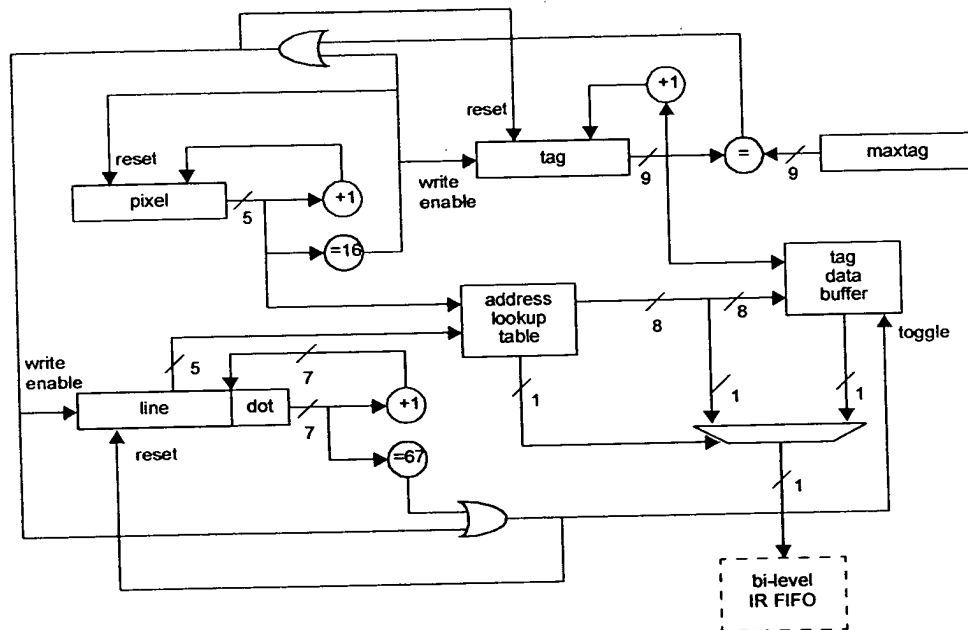 reset
+1
reset
tag
9
=
9
maxtag
write
enable
pixel
5
+1
=16
address
lookup
table
8
8
tag
data
buffer
toggle
write
enable
5
7
1
1
1
line
dot
7
+1
reset
=67
1
bi-level
IR FIFO